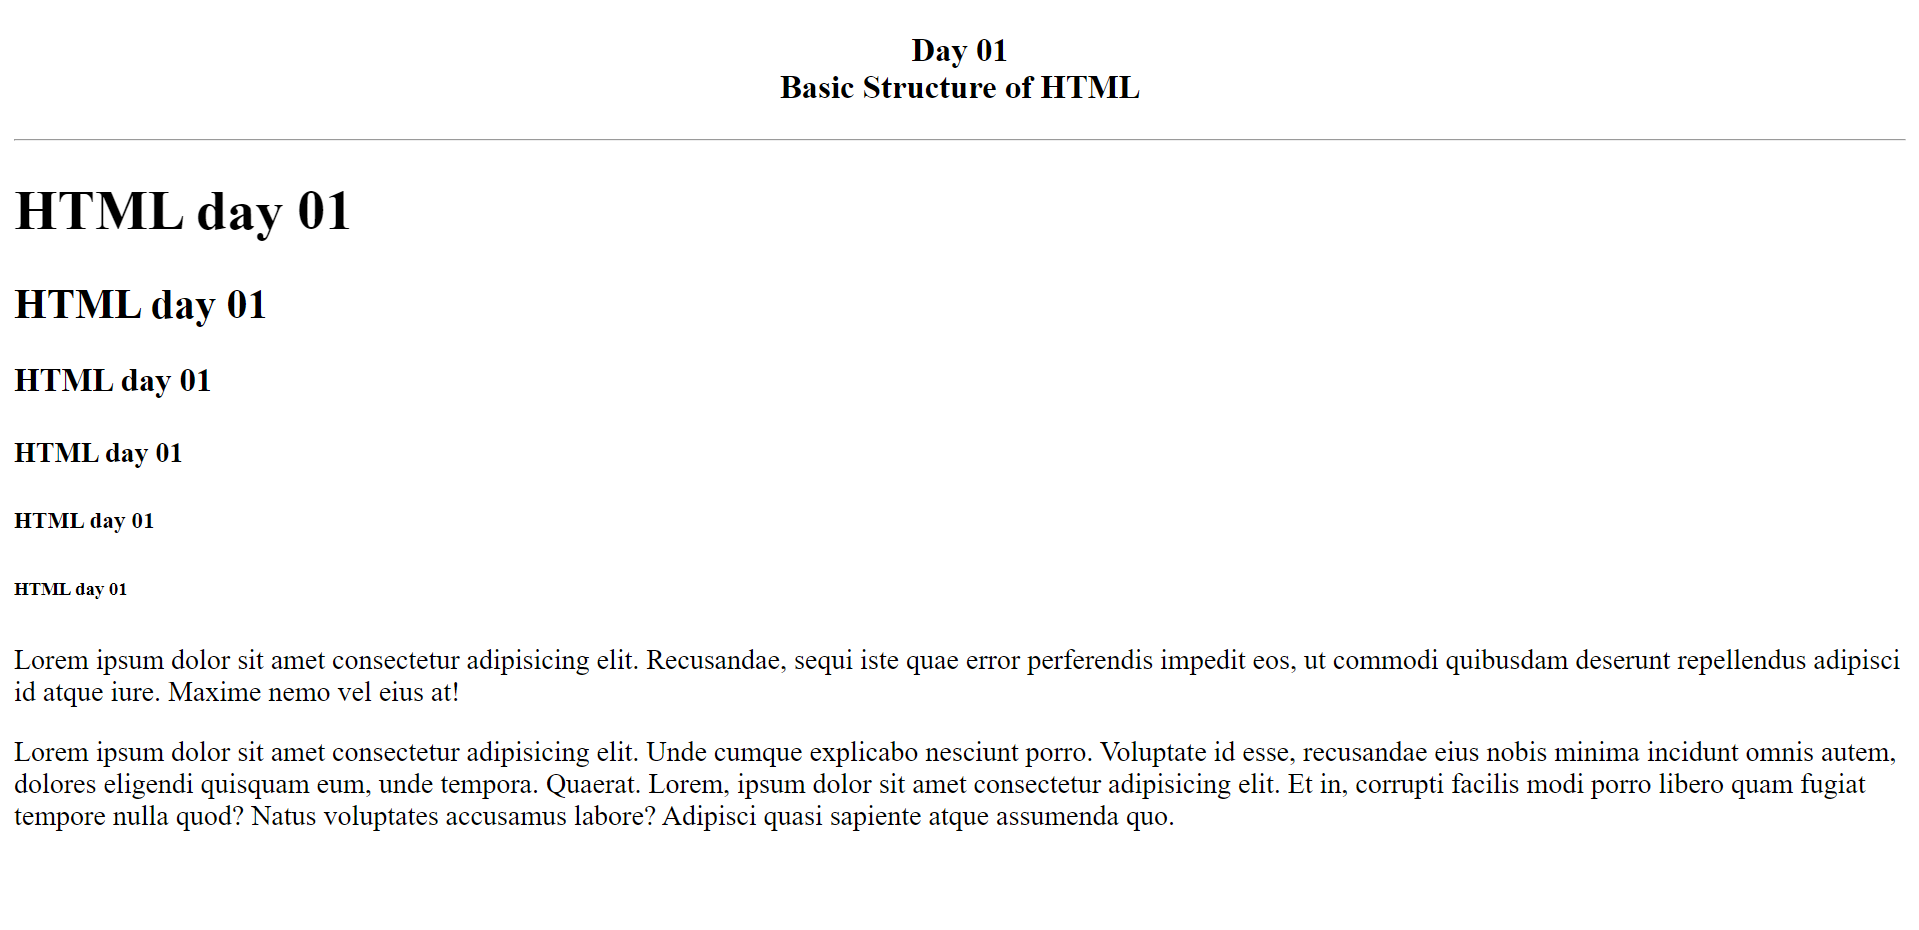 Day 01
Basic Structure of HTML
HTML day 01
HTML day 01
HTML day 01
HTML day 01
HTML day 01
HTML day 01
Lorem ipsum dolor sit amet consectetur adipisicing elit. Recusandae, sequi iste quae error perferendis impedit eos, ut commodi quibusdam deserunt repellendus adipisci
id atque iure. Maxime nemo vel eius at!
Lorem ipsum dolor sit amet consectetur adipisicing elit. Unde cumque explicabo nesciunt porro. Voluptate id esse, recusandae eius nobis minima incidunt omnis autem,
dolores eligendi quisquam eum, unde tempora. Quaerat. Lorem, ipsum dolor sit amet consectetur adipisicing elit. Et in, corrupti facilis modi porro libero quam fugiat
tempore nulla quod? Natus voluptates accusamus labore? Adipisci quasi sapiente atque assumenda quo.